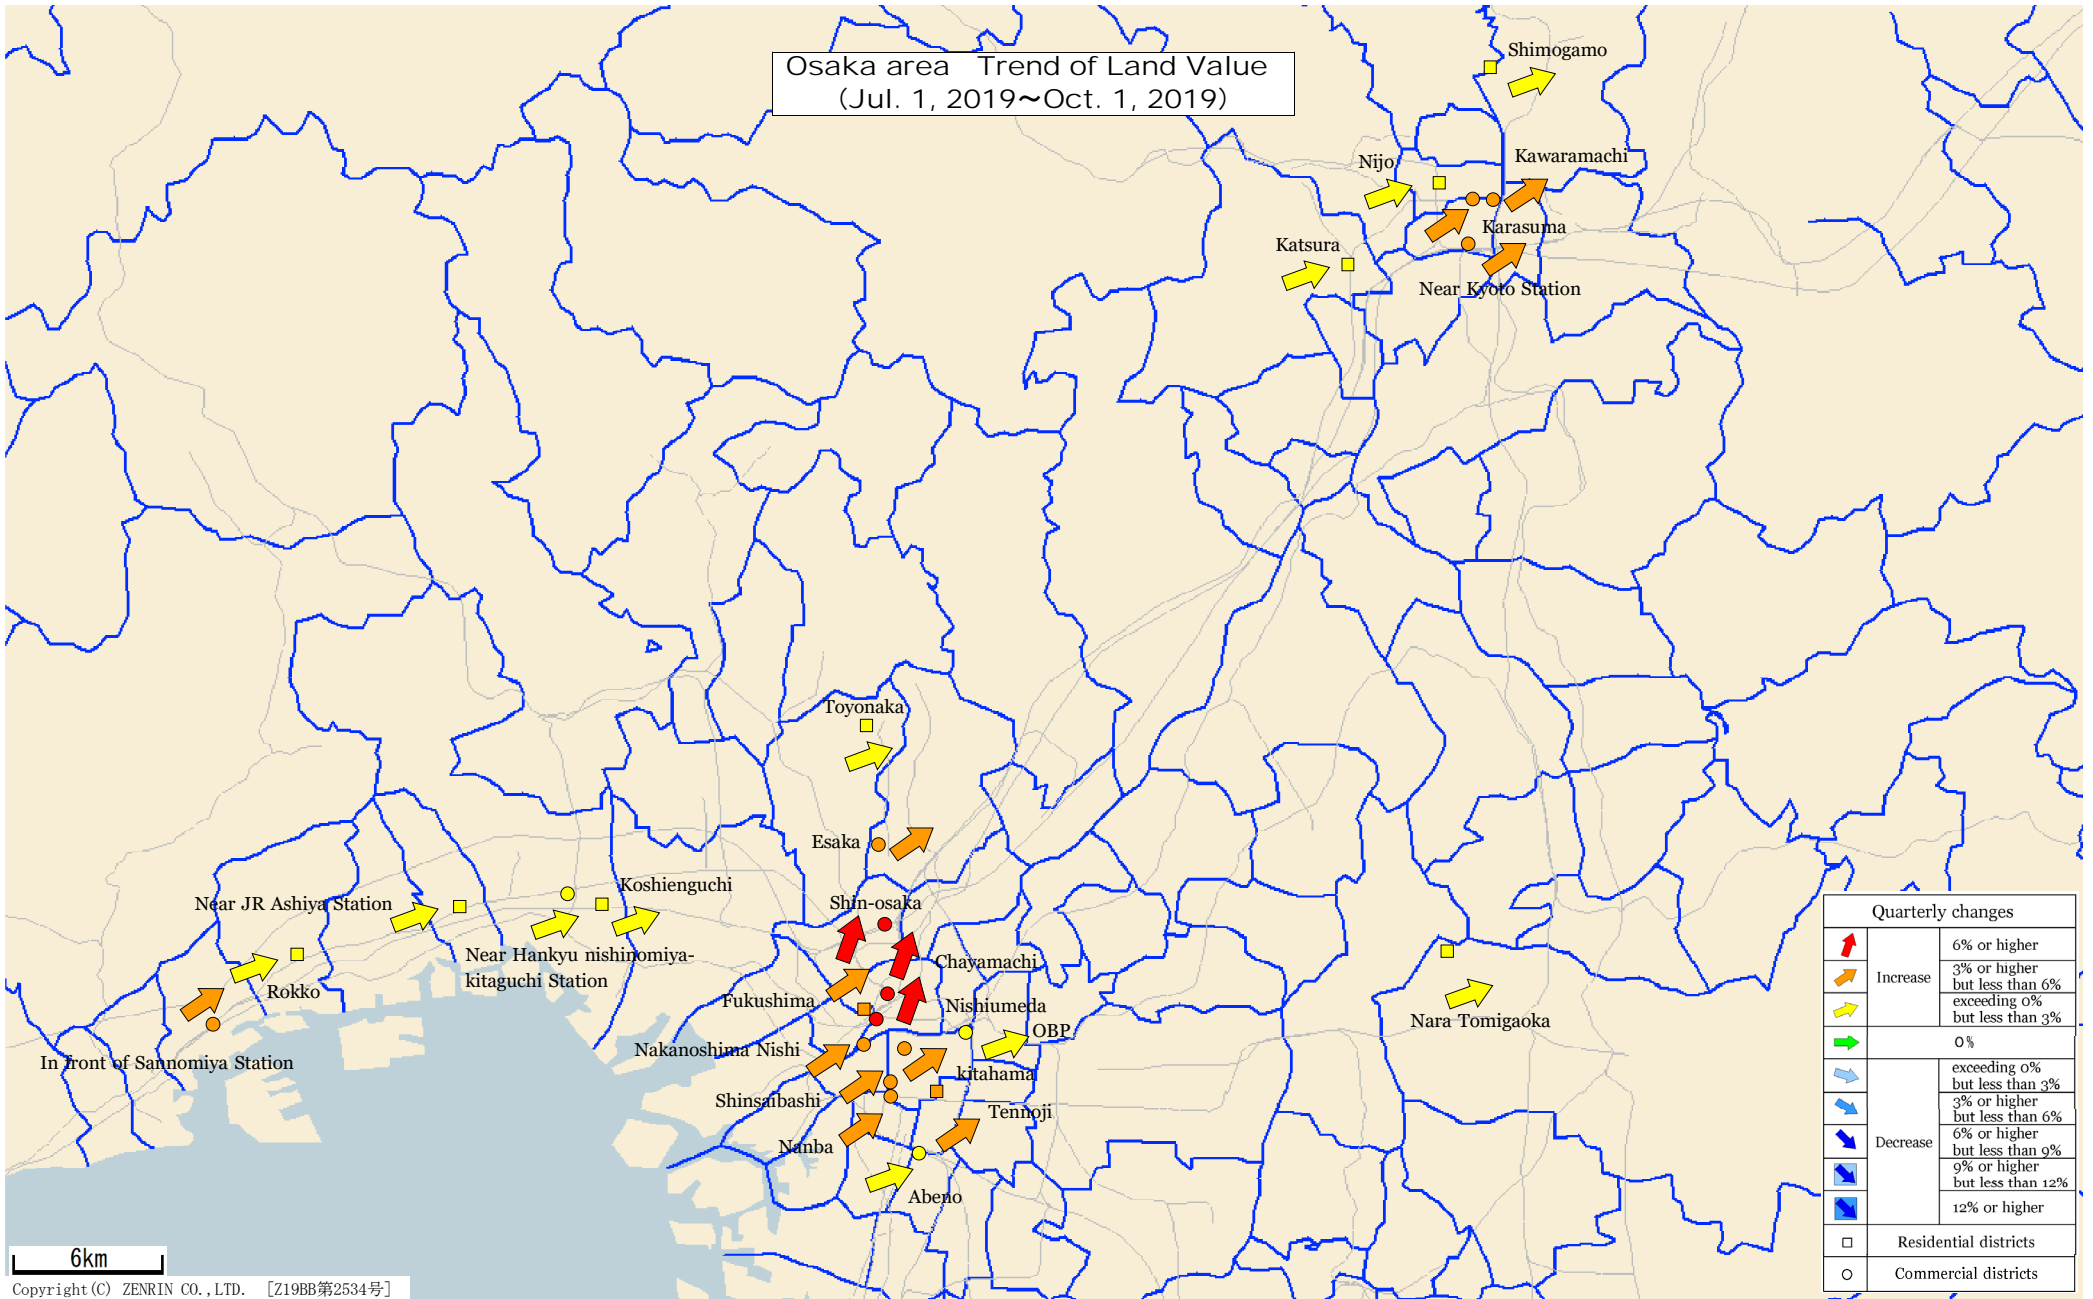 Osaka area Trend of Land Value
(Jul. 1, 2019～Oct. 1, 2019)
Shimogamo
Kawaramachi
Nijo
Karasuma
Katsura
Near Kyoto Station
Toyonaka
Esaka
Koshienguchi
Near JR Ashiya Station
Shin-osaka
Near Hankyu nishinomiya-
kitaguchi Station
Chayamachi
Rokko
Fukushima
Nishiumeda
OBP
Nara Tomigaoka
In front of Sannomiya Station
Nakanoshima Nishi
kitahama
Shinsaibashi
Tennoji
Nanba
Abeno
Quarterly changes
Increase
6% or higher
3% or higher
but less than 6%
exceeding 0%
but less than 3%
0%
Decrease
exceeding 0%
but less than 3%
3% or higher
but less than 6%
6% or higher
but less than 9%
9% or higher
but less than 12%
12% or higher
Residential districts
Commercial districts
6km
Copyright(C) ZENRIN CO.,LTD. [Z19BB第2534号]